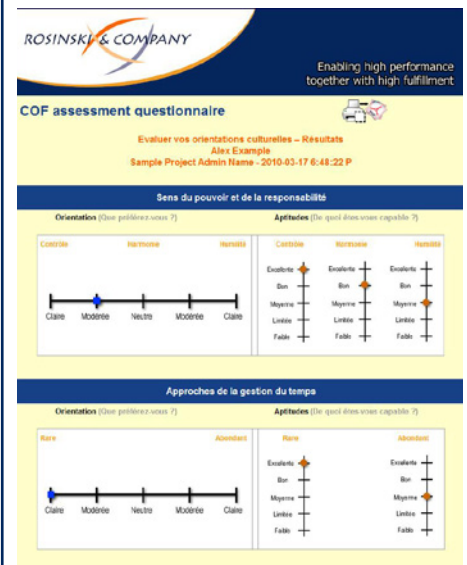 ROSINSKI & COMPANY
Enabling high performance
together with high fulfillment
COF assessment questionnaire
Evaluer vos orientations culturelles – Résultats
Alex Example
Sample Project Admin Name - 2010-03-17 6:48:22 P
Sens du pouvoir et de la responsabilité
Orientation (Que préférez-vous ?)
Contrôle Harmonie Humilité
Claire Modérée Neutre Modérée Claire
Aptitudes (De quoi êtes-vous capable ?)
Contrôle Harmonie Humilité
Excellente Excellente Excellente
Bon Bon Bon
Moyenne Moyenne Moyenne
Limitée Limitée Limitée
Faible Faible Faible
Approches de la gestion du temps
Orientation (Que préférez-vous ?)
Rare Abondant
Claire Modérée Neutre Modérée Claire
Aptitudes (De quoi êtes-vous capable ?)
Rare Abondant
Excellente Excellente
Bon Bon
Moyenne Moyenne
Limitée Limitée
Faible Faible